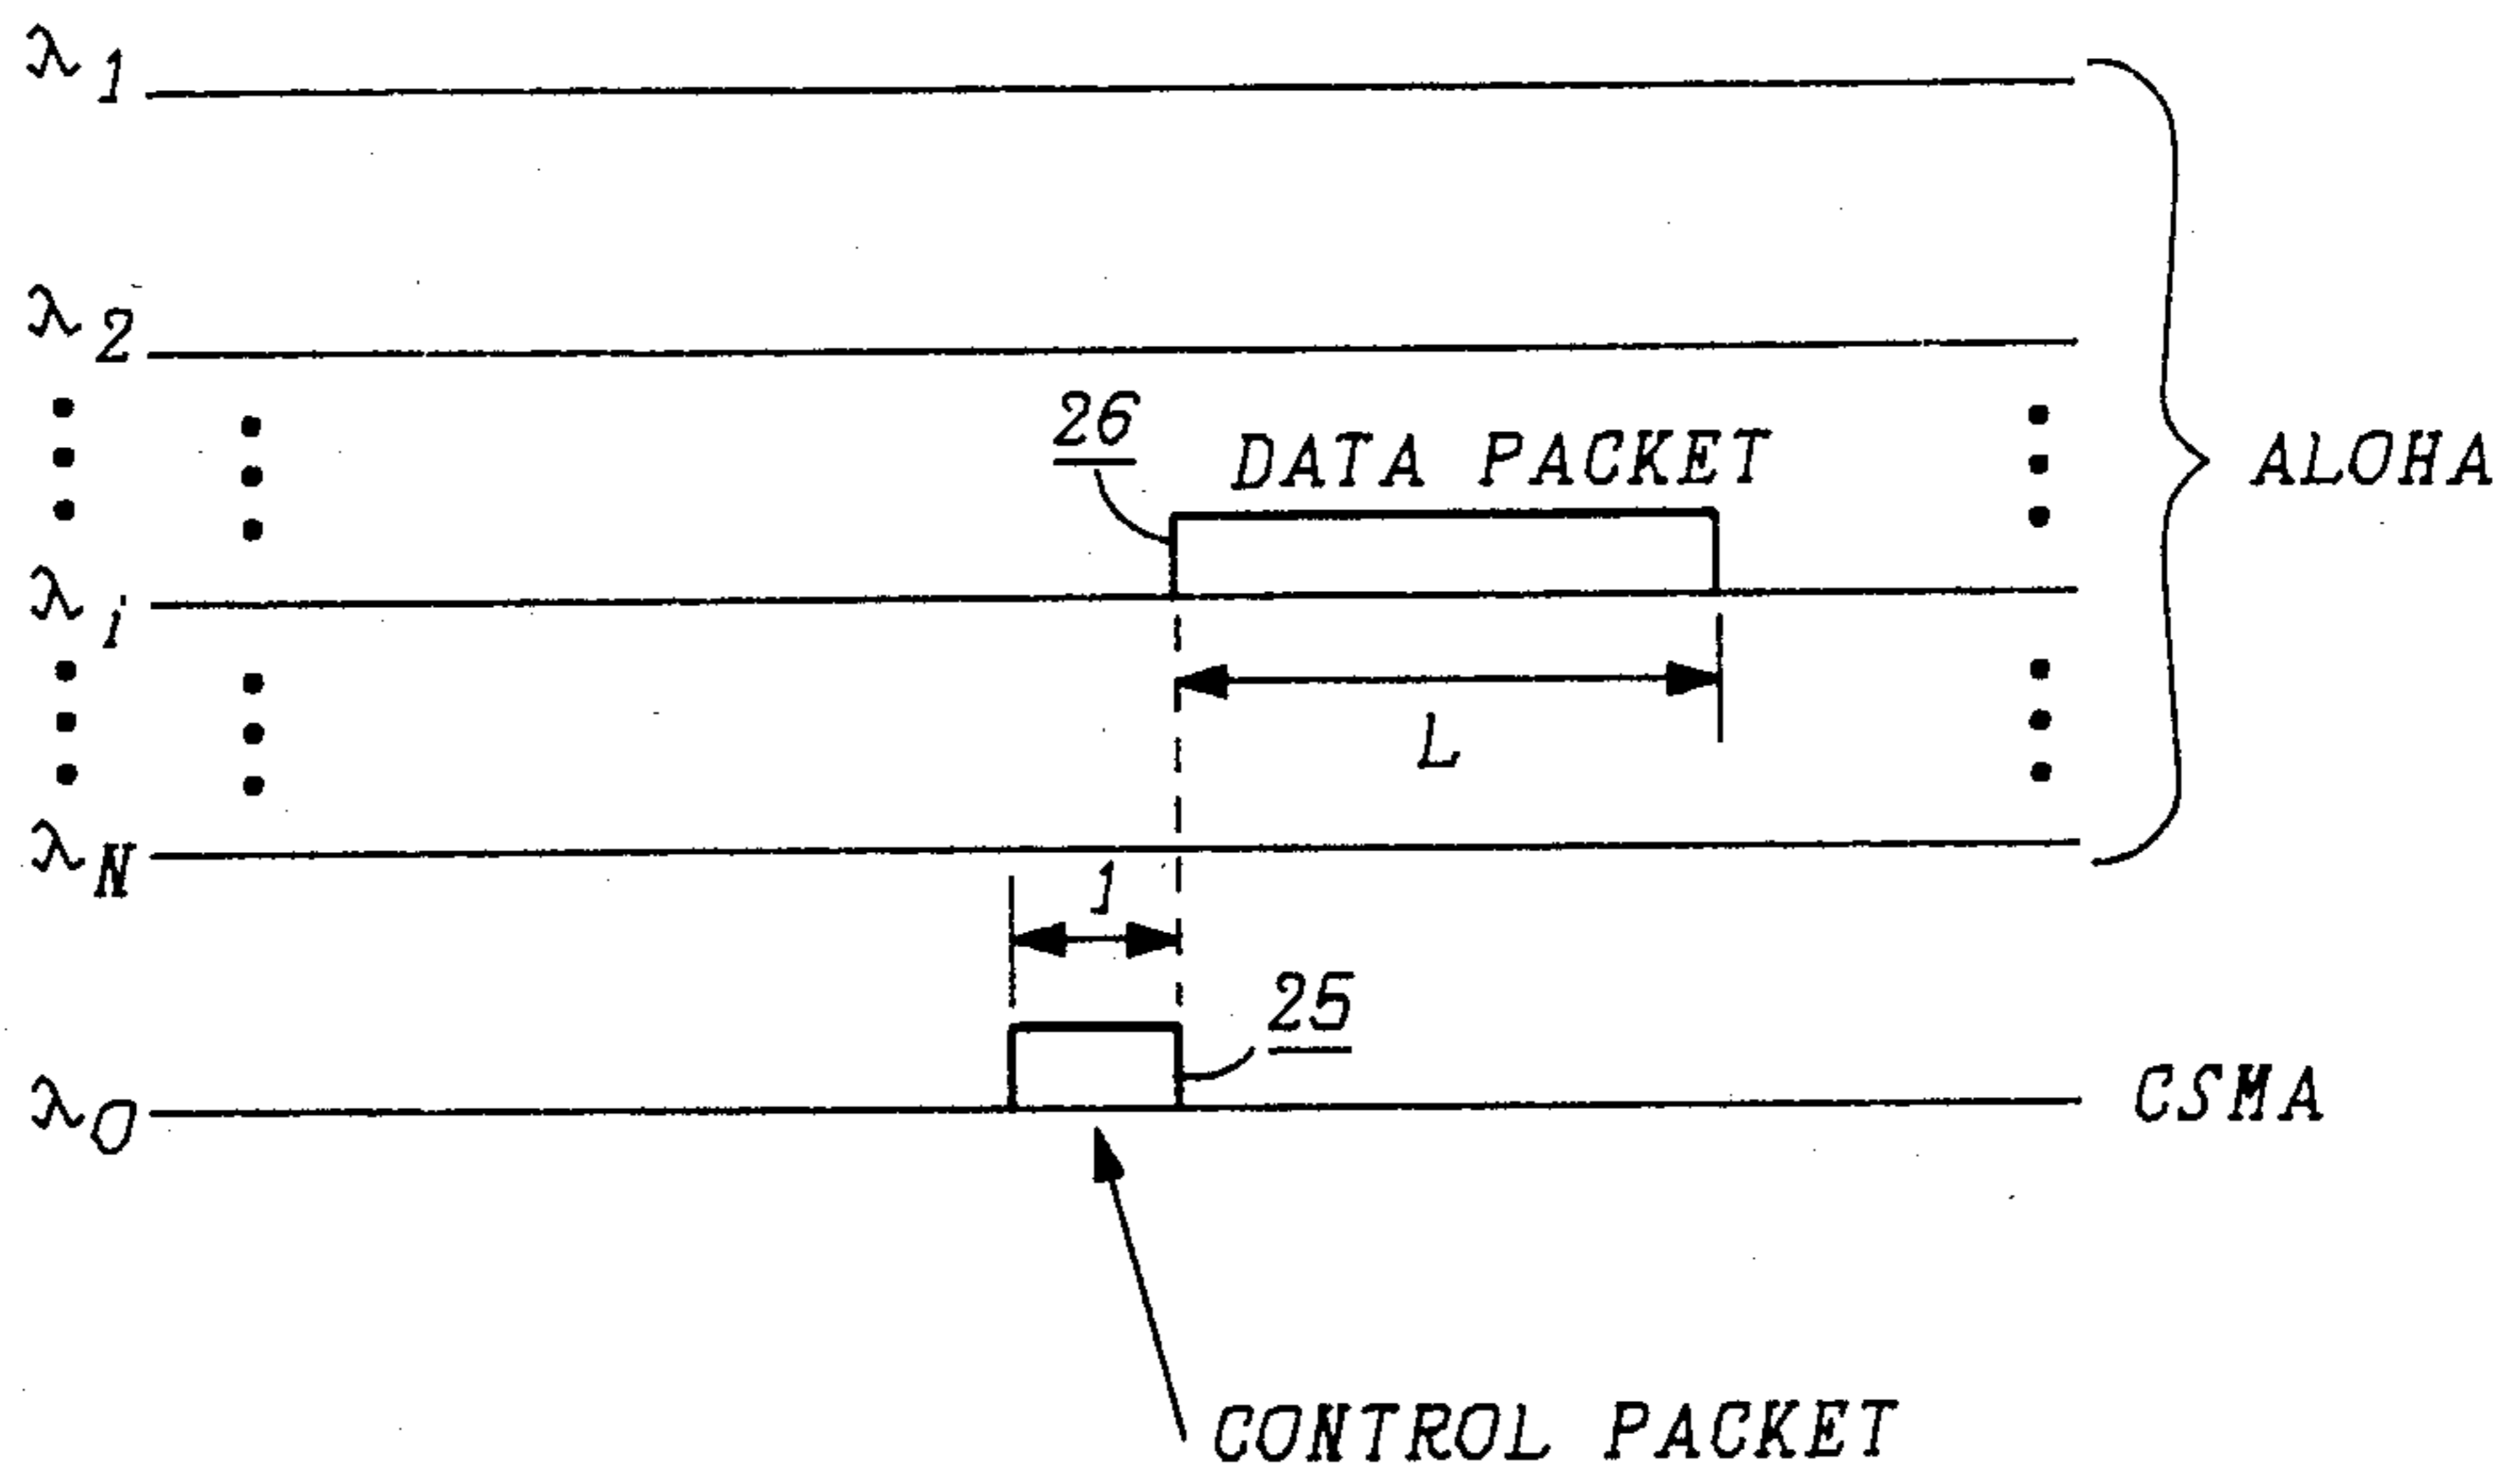 λ1
λ2
26
DATA PACKET
ALOHA
λi
L
λN
1
25
λ0
CSMA
CONTROL PACKET